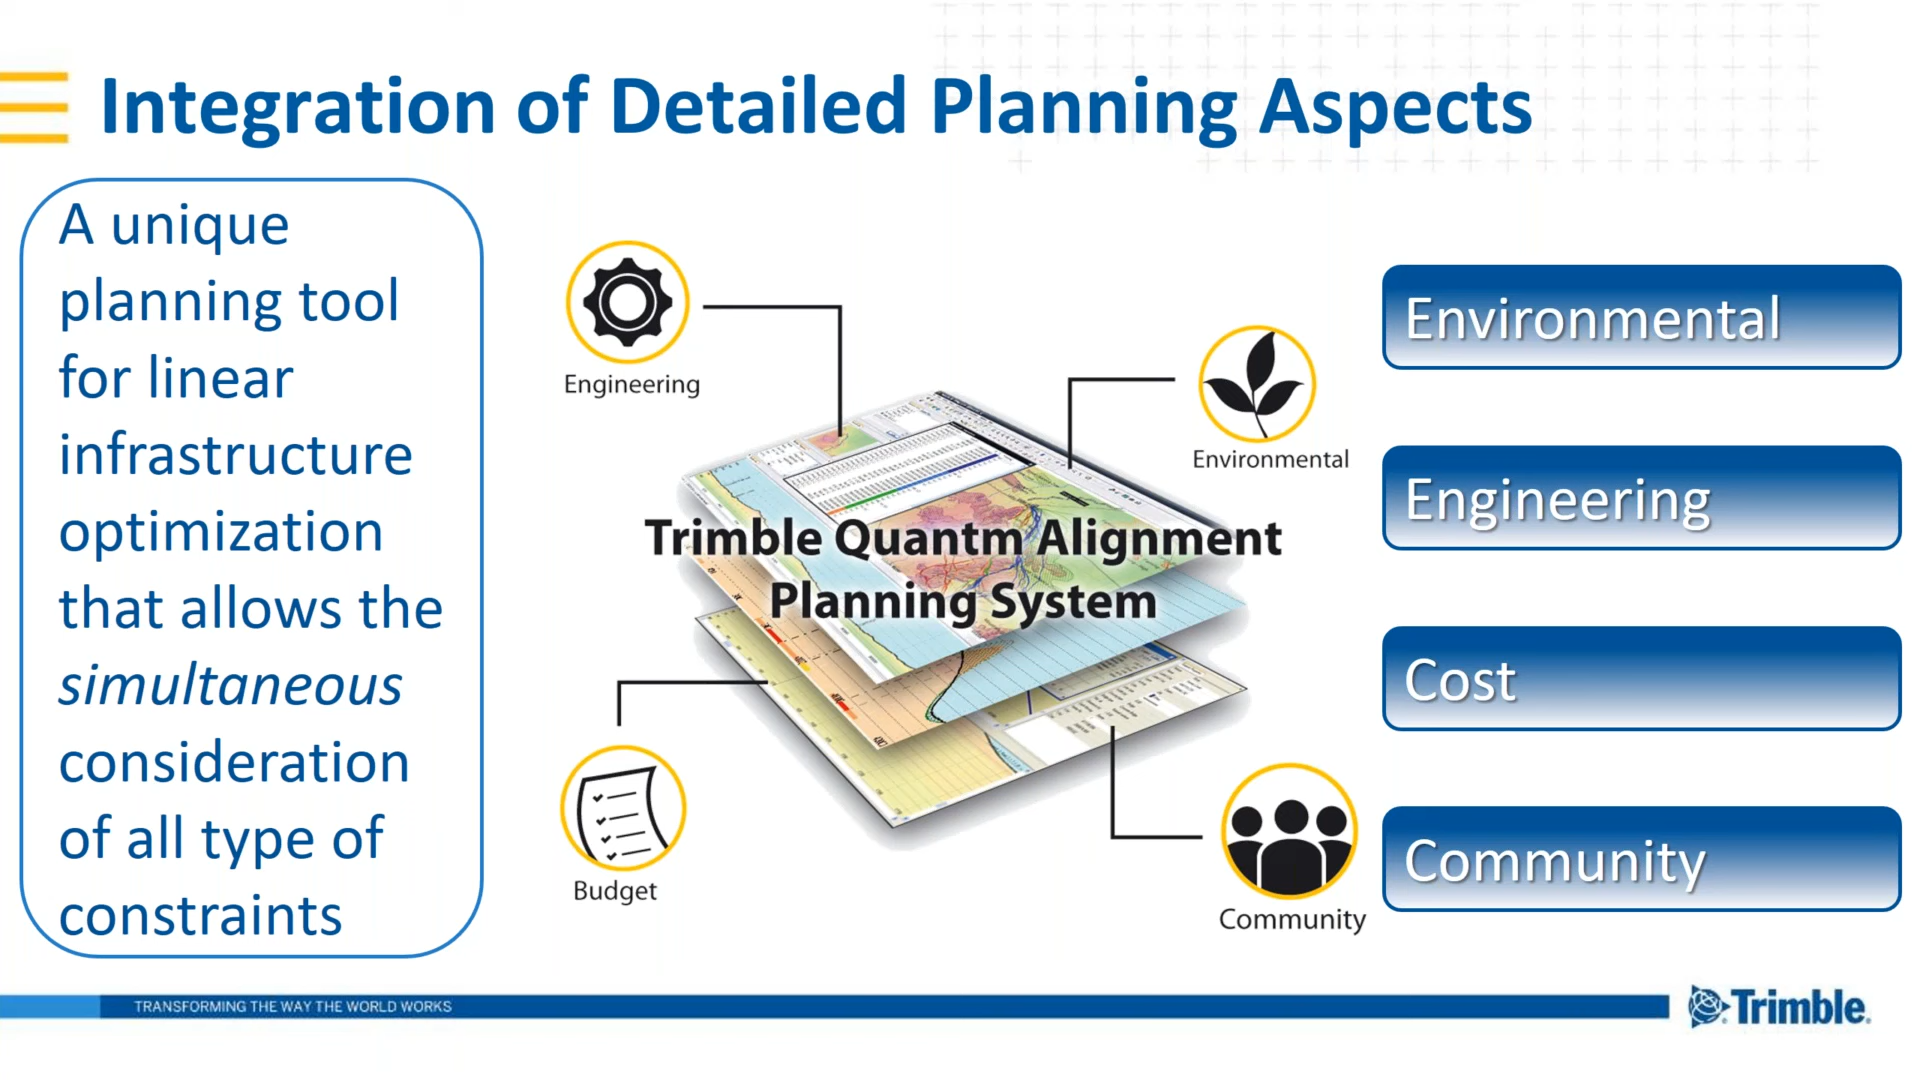 Integration of Detailed Planning Aspects
A unique
planning tool
for linear
infrastructure
optimization
that allows the
simultaneous
consideration
of all type of
constraints
Engineering
Environmental
Trimble Quantm Alignment
Planning System
Budget
Community
Environmental
Engineering
Cost
Community
TRANSFORMING THE WAY THE WORLD WORKS
Trimble